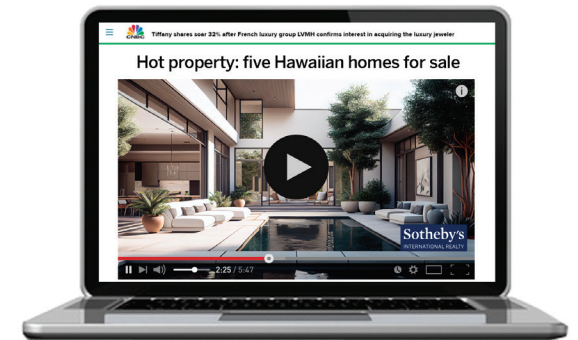 CNBC
Tiffany shares soar 32% after French luxury group LVMH confirms interest in acquiring the luxury jeweler
Hot property: five Hawaiian homes for sale
i
Sotheby's
INTERNATIONAL REALTY
2:25 / 5:47